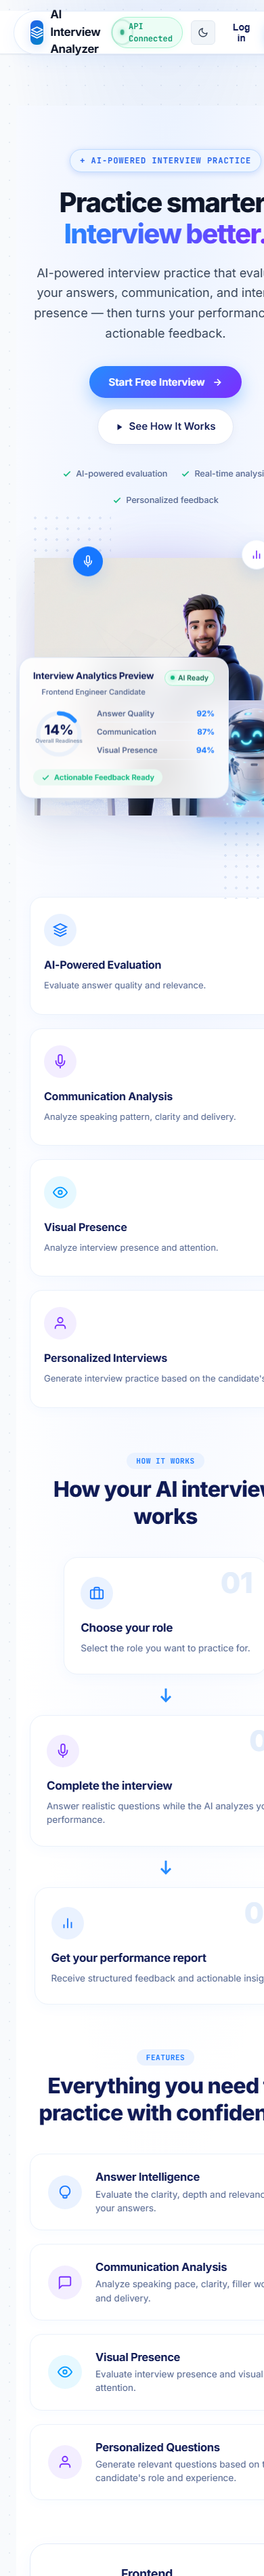 AI
Interview
Analyzer
API
Connected
Log
in
+ AI-POWERED INTERVIEW PRACTICE
Practice smarter
Interview better.
AI-powered interview practice that eval
your answers, communication, and inte
presence — then turns your performanc
actionable feedback.
Start Free Interview →
See How It Works
AI-powered evaluation
Real-time analysi
Personalized feedback
Interview Analytics Preview
AI Ready
Frontend Engineer Candidate
14%
Overall Readiness
Answer Quality 92%
Communication 87%
Visual Presence 94%
Actionable Feedback Ready
AI-Powered Evaluation
Evaluate answer quality and relevance.
Communication Analysis
Analyze speaking pattern, clarity and delivery.
Visual Presence
Analyze interview presence and attention.
Personalized Interviews
Generate interview practice based on the candidate's
HOW IT WORKS
How your AI interview
works
01
Choose your role
Select the role you want to practice for.
0
Complete the interview
Answer realistic questions while the AI analyzes yo
performance.
0
Get your performance report
Receive structured feedback and actionable insig
FEATURES
Everything you need
practice with confiden
Answer Intelligence
Evaluate the clarity, depth and relevanc
your answers.
Communication Analysis
Analyze speaking pace, clarity, filler wo
and delivery.
Visual Presence
Evaluate interview presence and visual
attention.
Personalized Questions
Generate relevant questions based on t
candidate's role and experience.
Frontend